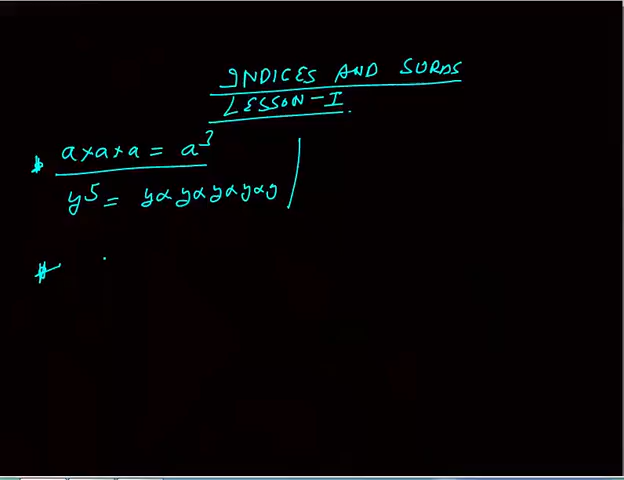 INDICES AND SURDS
LESSON-I.
* a×a×a = a³
y⁵ = y×y×y×y×y
*